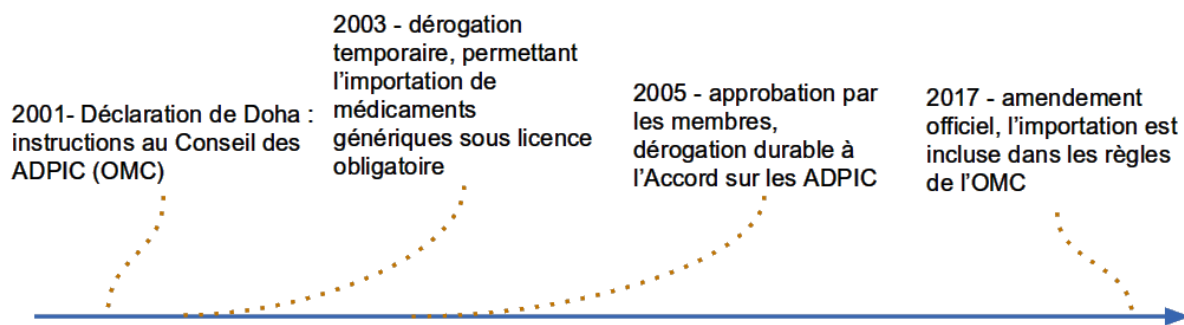 2001- Déclaration de Doha :
instructions au Conseil des
ADPIC (OMC)
2003 - dérogation
temporaire, permettant
l’importation de
médicaments
génériques sous licence
obligatoire
2005 - approbation par
les membres,
dérogation durable à
l’Accord sur les ADPIC
2017 - amendement
officiel, l’importation est
incluse dans les règles
de l’OMC